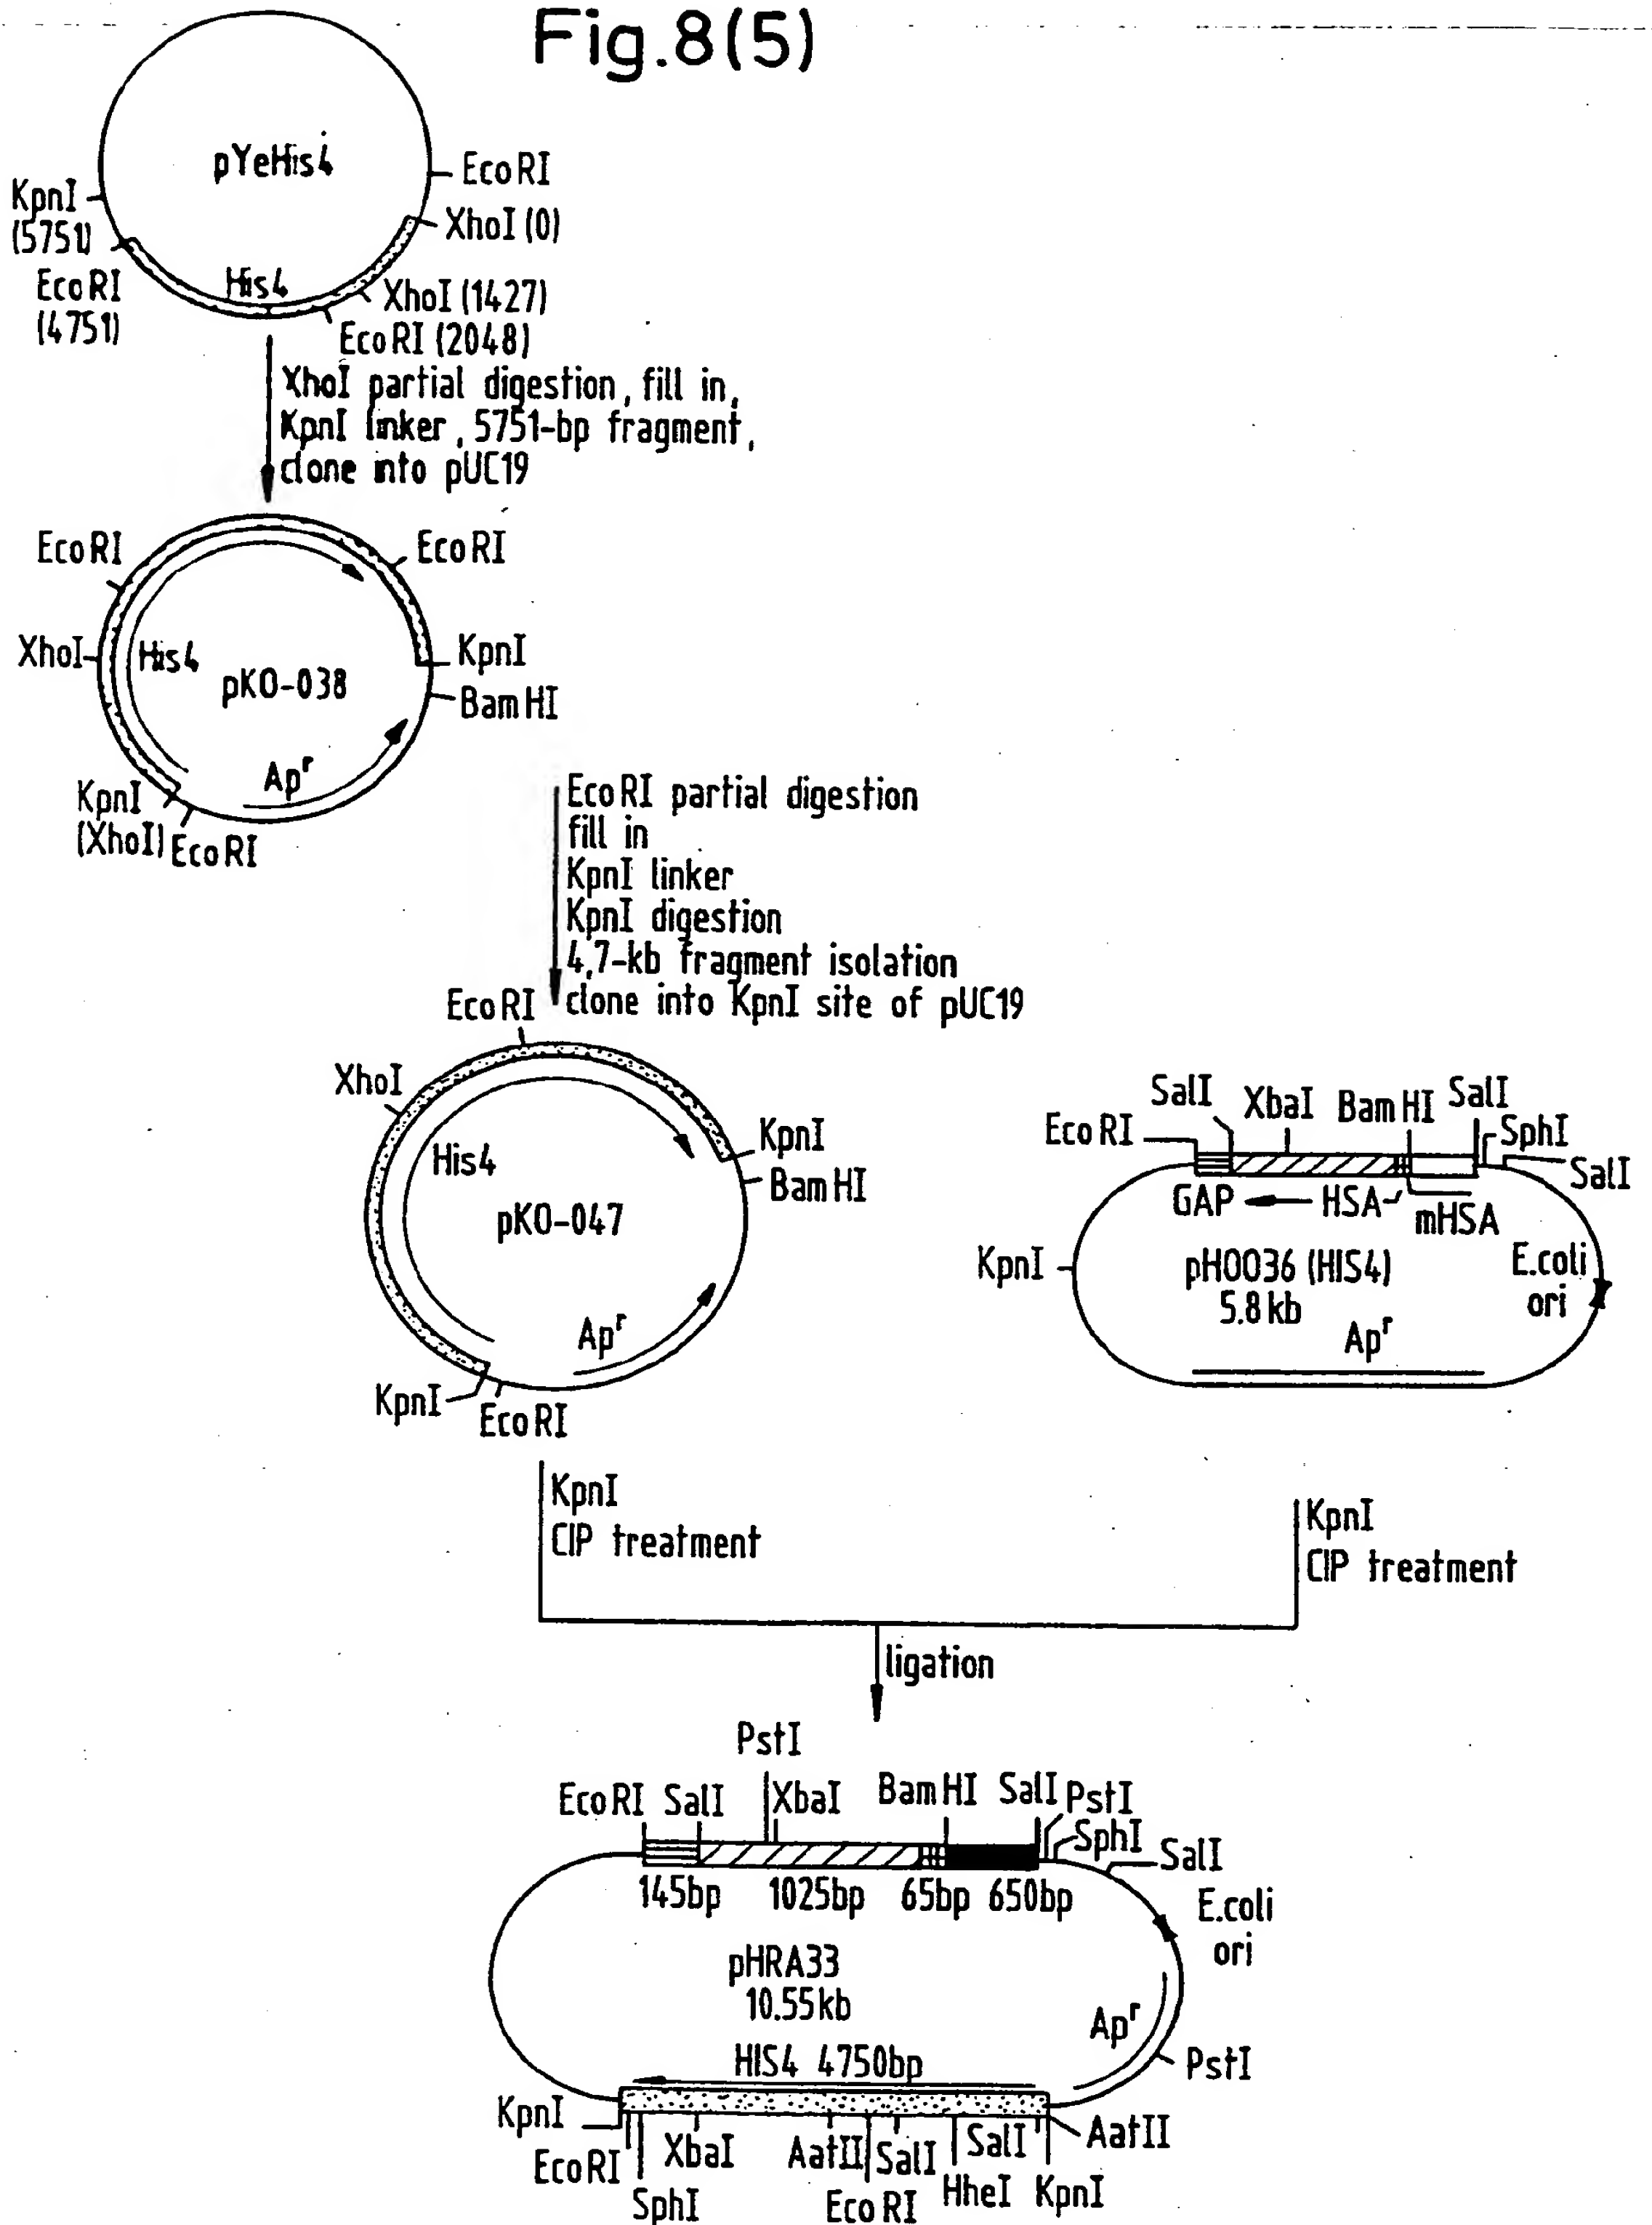 Fig.8(5)
pYeHis4
EcoRI
KpnI
(5751)
XhoI (0)
EcoRI
(4751)
His4
XhoI (1427)
EcoRI (2048)
XhoI partial digestion, fill in,
KpnI linker, 5751-bp fragment,
clone into pUC19
EcoRI
EcoRI
XhoI
His4
pKO-038
KpnI
BamHI
Apr
KpnI
(XhoI)
EcoRI
EcoRI partial digestion
fill in
KpnI linker
KpnI digestion
4,7-kb fragment isolation
clone into KpnI site of pUC19
EcoRI
XhoI
His4
KpnI
BamHI
pKO-047
Apr
KpnI
EcoRI
EcoRI
SalI
XbaI
BamHI
SalI
SphI
SalI
GAP
HSA
mHSA
KpnI
pHO036 (HIS4)
5.8kb
E.coli
ori
Apr
KpnI
CIP treatment
KpnI
CIP treatment
ligation
PstI
EcoRI SalI XbaI BamHI SalI PstI
SphI
SalI
145bp 1025bp 65bp 650bp
E.coli
ori
pHRA33
10.55kb
Apr
PstI
HIS4 4750bp
KpnI
EcoRI
SphI
XbaI
AatII
EcoRI
SalI
HheI
SalI
KpnI
AatII